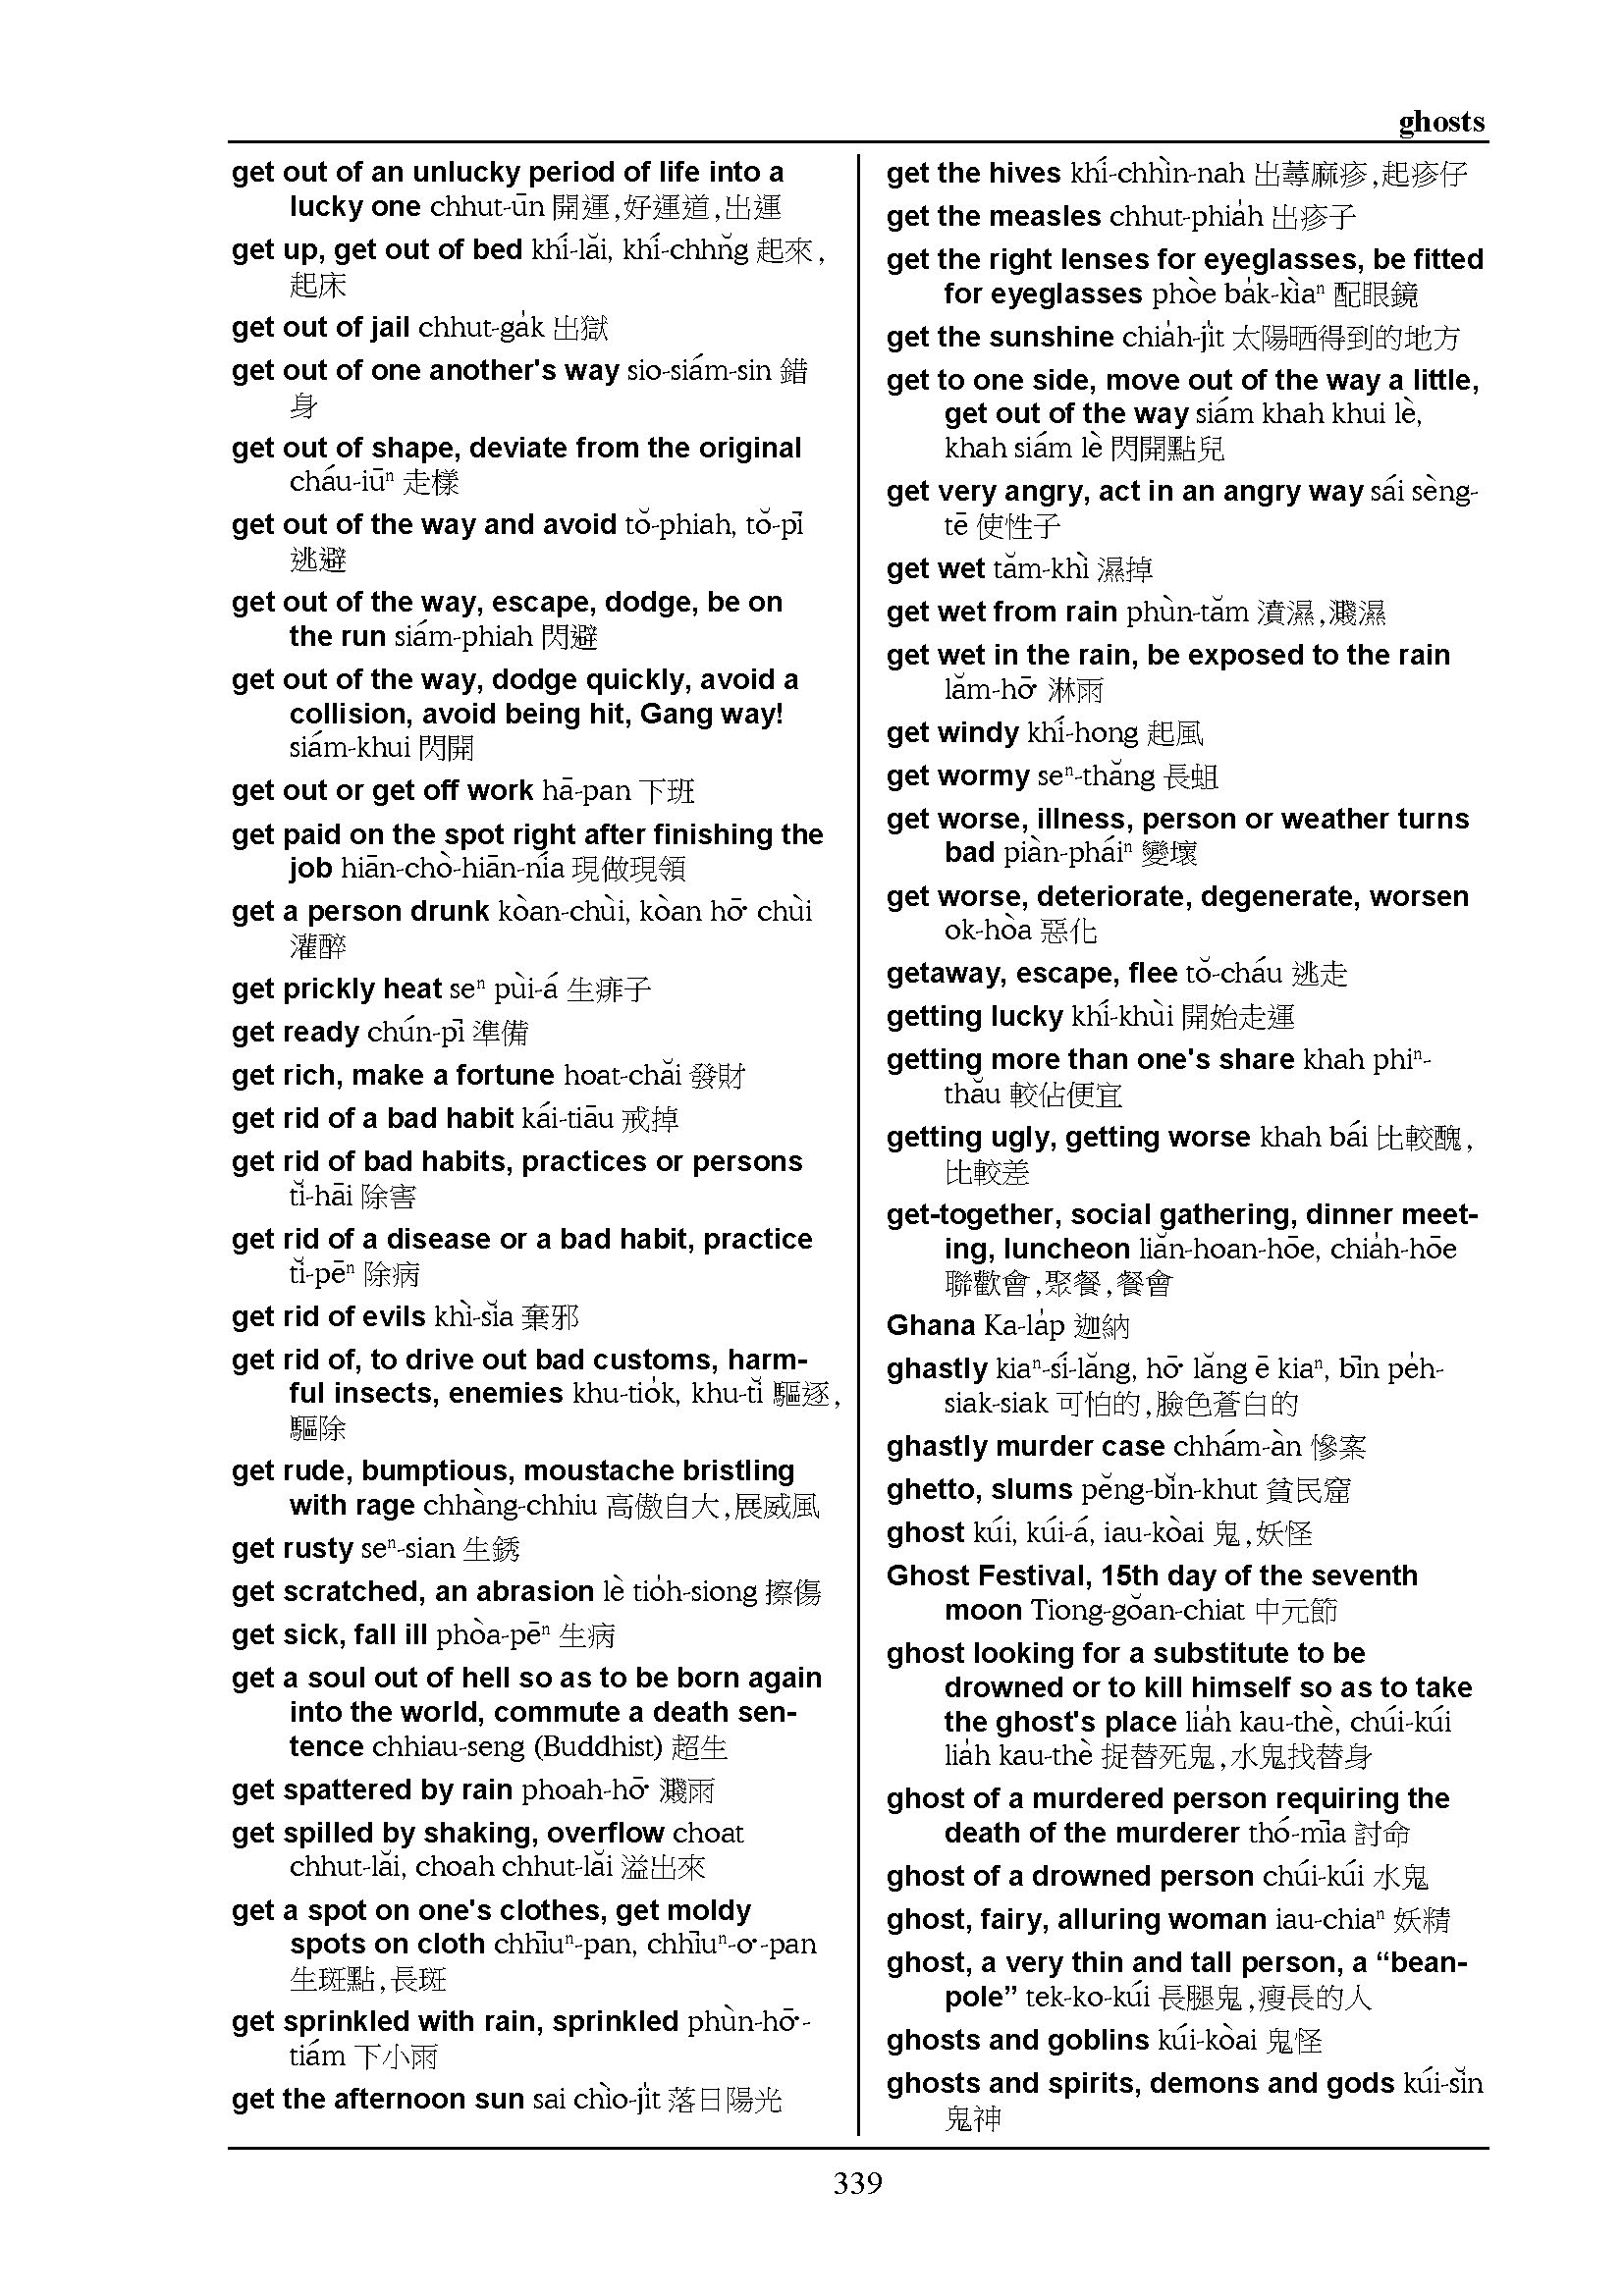 ghosts
get out of an unlucky period of life into a
lucky one chhut-ūn 開運,好運道,出運
get up, get out of bed khí-lăi, khí-chhn̆g 起來,
起床
get out of jail chhut-ga̍k 出獄
get out of one another's way sio-siám-sin 錯
身
get out of shape, deviate from the original
cháu-iūⁿ 走樣
get out of the way and avoid tŏ-phiah, tŏ-pī
逃避
get out of the way, escape, dodge, be on
the run siám-phiah 閃避
get out of the way, dodge quickly, avoid a
collision, avoid being hit, Gang way!
siám-khui 閃開
get out or get off work hā-pan 下班
get paid on the spot right after finishing the
job hiān-chò-hiān-nía 現做現領
get a person drunk kòan-chùi, kòan hō͘ chùi
灌醉
get prickly heat seⁿ pùi-á 生痱子
get ready chún-pī 準備
get rich, make a fortune hoat-chăi 發財
get rid of a bad habit kái-tiāu 戒掉
get rid of bad habits, practices or persons
tĭ-hāi 除害
get rid of a disease or a bad habit, practice
tĭ-pēⁿ 除病
get rid of evils khì-sĭa 棄邪
get rid of, to drive out bad customs, harm-
ful insects, enemies khu-tio̍k, khu-tĭ 驅逐,
驅除
get rude, bumptious, moustache bristling
with rage chhàng-chhiu 高傲自大,展威風
get rusty seⁿ-sian 生銹
get scratched, an abrasion lè tio̍h-siong 擦傷
get sick, fall ill phòa-pēⁿ 生病
get a soul out of hell so as to be born again
into the world, commute a death sen-
tence chhiau-seng (Buddhist) 超生
get spattered by rain phoah-hō͘ 濺雨
get spilled by shaking, overflow choat
chhut-lăi, choah chhut-lăi 溢出來
get a spot on one's clothes, get moldy
spots on cloth chhīuⁿ-pan, chhīuⁿ-o͘-pan
生斑點,長斑
get sprinkled with rain, sprinkled phùn-hō͘-
tiám 下小雨
get the afternoon sun sai chìo-ji̍t 落日陽光
get the hives khí-chhìn-nah 出蕁麻疹,起疹仔
get the measles chhut-phia̍h 出疹子
get the right lenses for eyeglasses, be fitted
for eyeglasses phòe ba̍k-kìaⁿ 配眼鏡
get the sunshine chia̍h-ji̍t 太陽晒得到的地方
get to one side, move out of the way a little,
get out of the way siám khah khui lè,
khah siám lè 閃開點兒
get very angry, act in an angry way sái sèng-
tē 使性子
get wet tăm-khì 濕掉
get wet from rain phùn-tăm 濆濕,濺濕
get wet in the rain, be exposed to the rain
lăm-hō͘ 淋雨
get windy khí-hong 起風
get wormy seⁿ-thăng 長蛆
get worse, illness, person or weather turns
bad piàn-pháiⁿ 變壞
get worse, deteriorate, degenerate, worsen
ok-hòa 惡化
getaway, escape, flee tŏ-cháu 逃走
getting lucky khí-khùi 開始走運
getting more than one's share khah phiⁿ-
thău 較佔便宜
getting ugly, getting worse khah bái 比較醜,
比較差
get-together, social gathering, dinner meet-
ing, luncheon liăn-hoan-hōe, chia̍h-hōe
聯歡會,聚餐,餐會
Ghana Ka-la̍p 迦納
ghastly kiaⁿ-sí-lăng, hō͘ lăng ē kiaⁿ, bīn pe̍h-
siak-siak 可怕的,臉色蒼白的
ghastly murder case chhám-àn 慘案
ghetto, slums pĕng-bĭn-khut 貧民窟
ghost kúi, kúi-á, iau-kòai 鬼,妖怪
Ghost Festival, 15th day of the seventh
moon Tiong-gŏan-chiat 中元節
ghost looking for a substitute to be
drowned or to kill himself so as to take
the ghost's place lia̍h kau-thè, chúi-kúi
lia̍h kau-thè 捉替死鬼,水鬼找替身
ghost of a murdered person requiring the
death of the murderer thó-mīa 討命
ghost of a drowned person chúi-kúi 水鬼
ghost, fairy, alluring woman iau-chiaⁿ 妖精
ghost, a very thin and tall person, a “bean-
pole” tek-ko-kúi 長腿鬼,瘦長的人
ghosts and goblins kúi-kòai 鬼怪
ghosts and spirits, demons and gods kúi-sĭn
鬼神
339